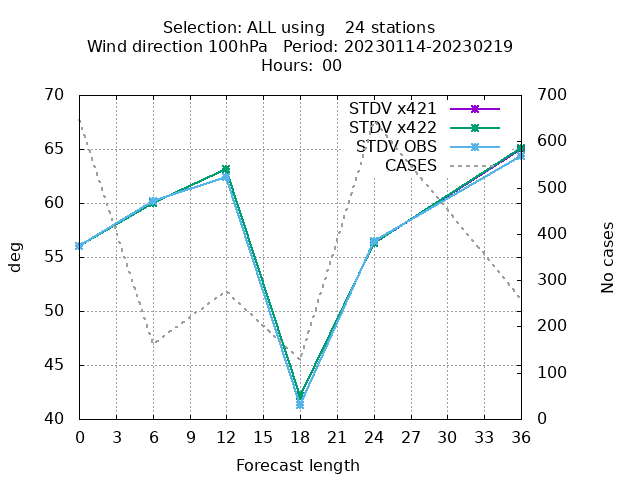 Selection: ALL using    24 stations
Wind direction 100hPa   Period: 20230114-20230219
Hours: 00
STDV x421
STDV x422
STDV OBS
CASES
70
65
60
55
50
45
40
deg
700
600
500
400
300
200
100
0
No cases
0 3 6 9 12 15 18 21 24 27 30 33 36
Forecast length